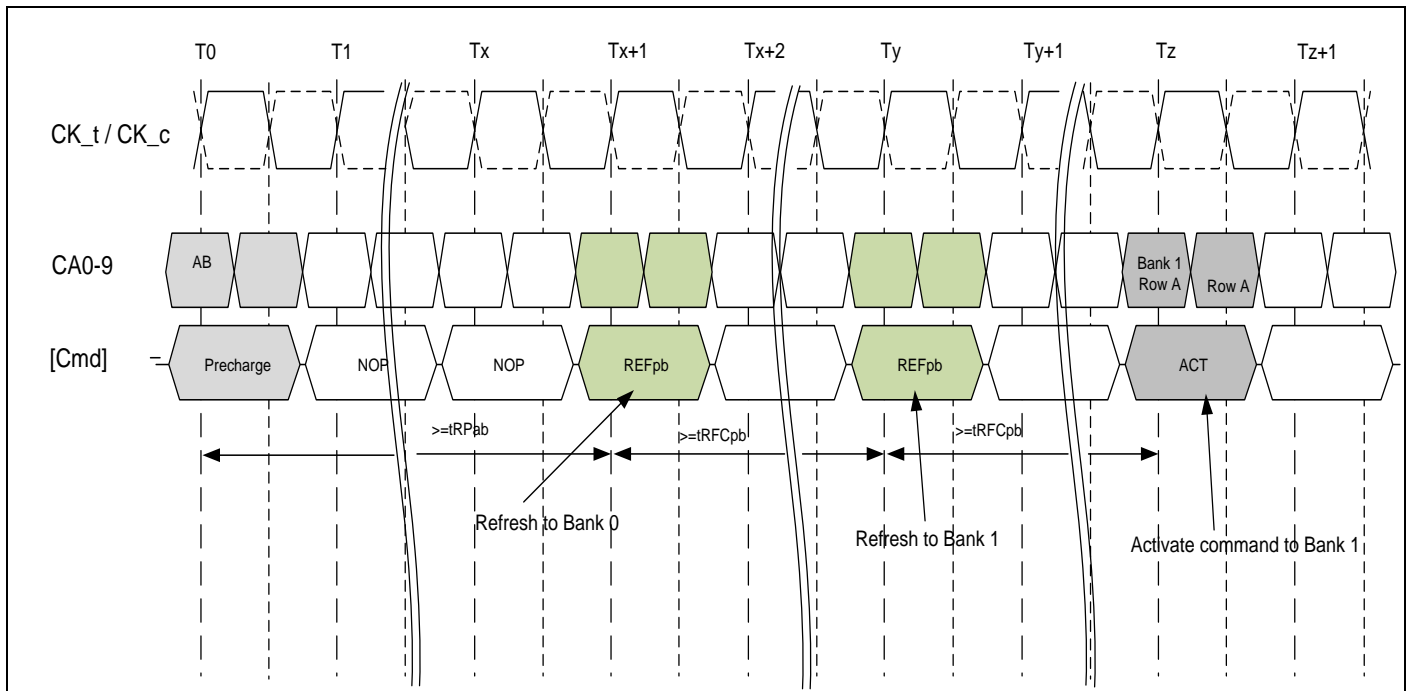 T0 T1 Tx Tx+1 Tx+2 Ty Ty+1 Tz Tz+1
CK_t / CK_c
CA0-9
AB
Bank 1
Row A
Row A
[Cmd]
Precharge NOP NOP REFpb REFpb ACT
>=tRPab >=tRFCpb >=tRFCpb
Refresh to Bank 0
Refresh to Bank 1
Activate command to Bank 1